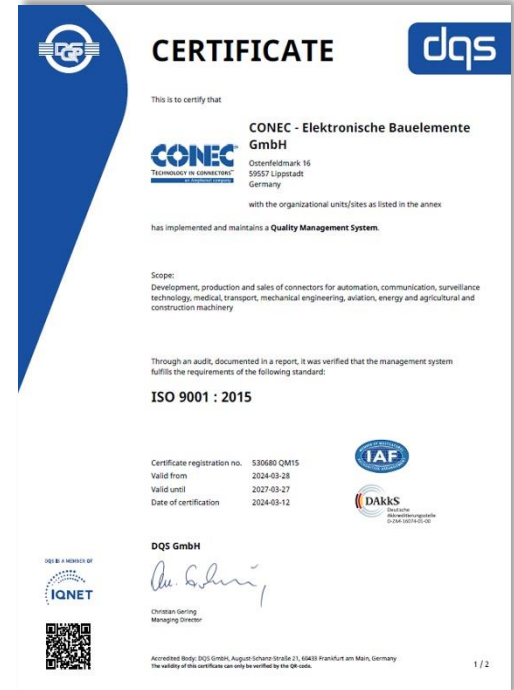 DQS
CERTIFICATE
dqs
This is to certify that
CONEC - Elektronische Bauelemente
GmbH
CONEC
TECHNOLOGY IN CONNECTORS™
an Amphenol company
Ostenfeldmark 16
59557 Lippstadt
Germany
with the organizational units/sites as listed in the annex
has implemented and maintains a Quality Management System.
Scope:
Development, production and sales of connectors for automation, communication, surveillance
technology, medical, transport, mechanical engineering, aviation, energy and agricultural and
construction machinery
Through an audit, documented in a report, it was verified that the management system
fulfills the requirements of the following standard:
ISO 9001 : 2015
Certificate registration no. 530680 QM15
Valid from 2024-03-28
Valid until 2027-03-27
Date of certification 2024-03-12
IAF
DAkkS
Deutsche
Akkreditierungsstelle
D-ZM-16074-01-00
DQS GmbH
DQS IS A MEMBER OF
IQNET
Christian Gering
Managing Director
Accredited Body: DQS GmbH, August-Schanz-Straße 21, 60433 Frankfurt am Main, Germany
The validity of this certificate can only be verified by the QR-code.
1 / 2